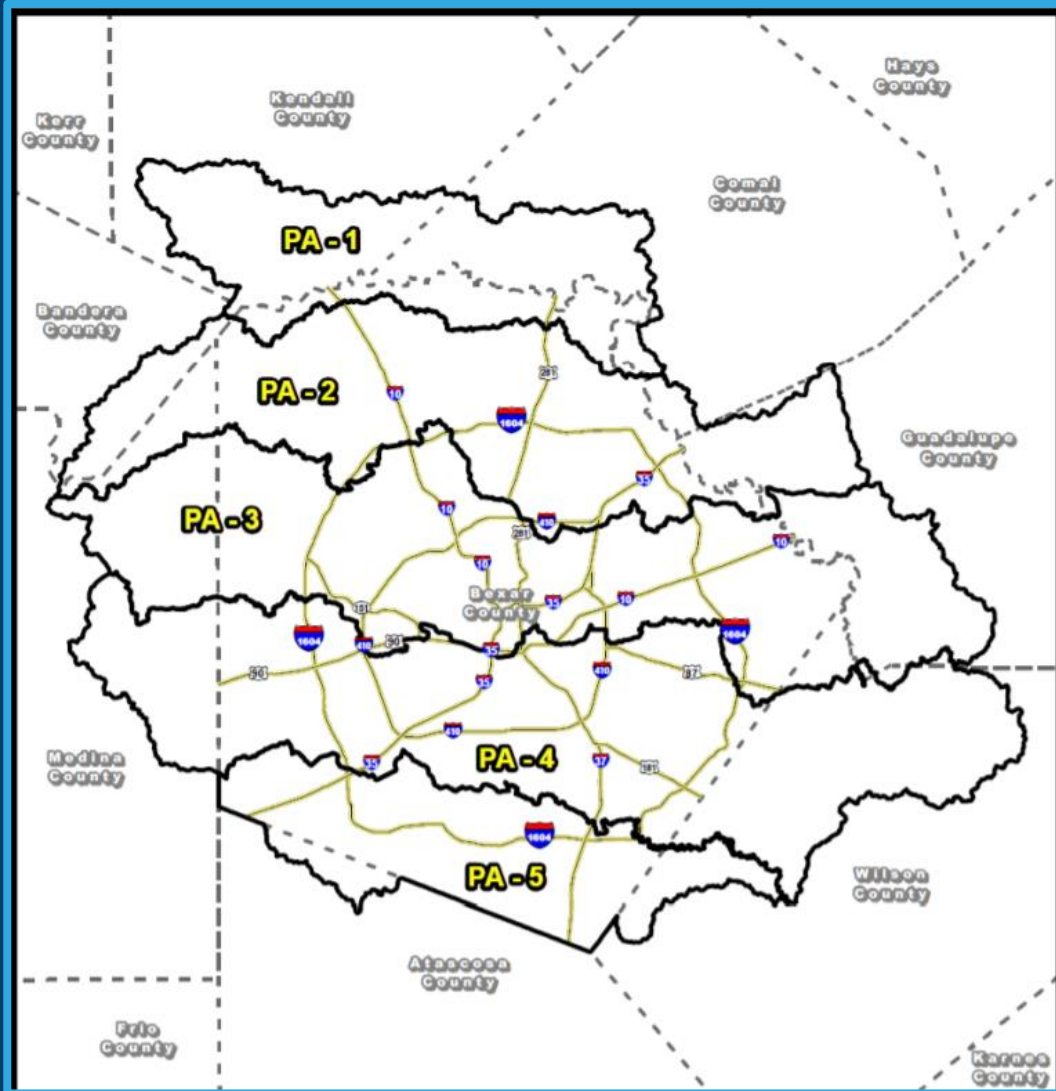 Hays
County
Kendall
County
Kerr
County
Comal
County
PA - 1
Bandera
County
281
PA - 2
10
1604
Guadalupe
County
35
PA - 3
10
410
281
10
10
Bexar
County
35
10
151
1604
410
90
35
1604
90
35
410
87
410
Medina
County
35
PA - 4
37
181
1604
PA - 5
Wilson
County
Atascosa
County
Frio
County
Karnes
County